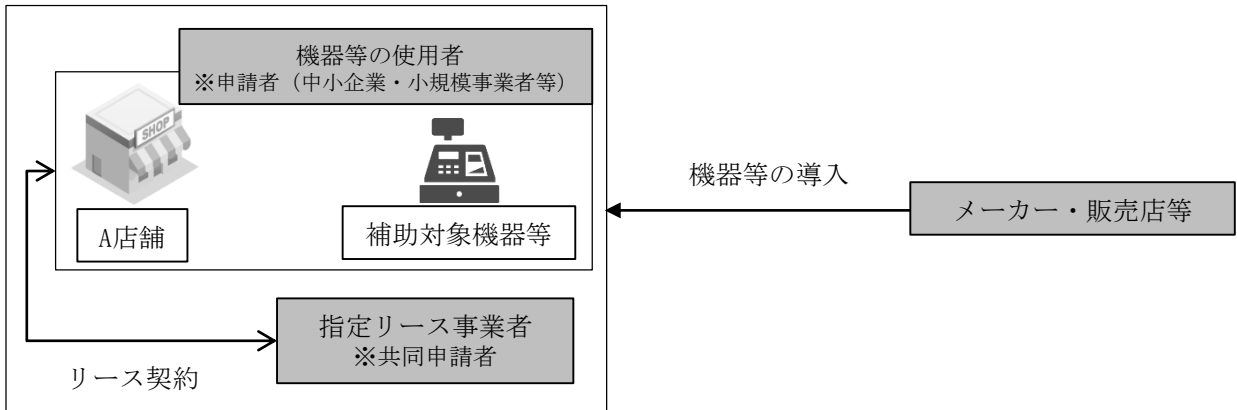 機器等の使用者
※申請者（中小企業・小規模事業者等）
SHOP
A店舗
補助対象機器等
機器等の導入
メーカー・販売店等
指定リース事業者
※共同申請者
リース契約